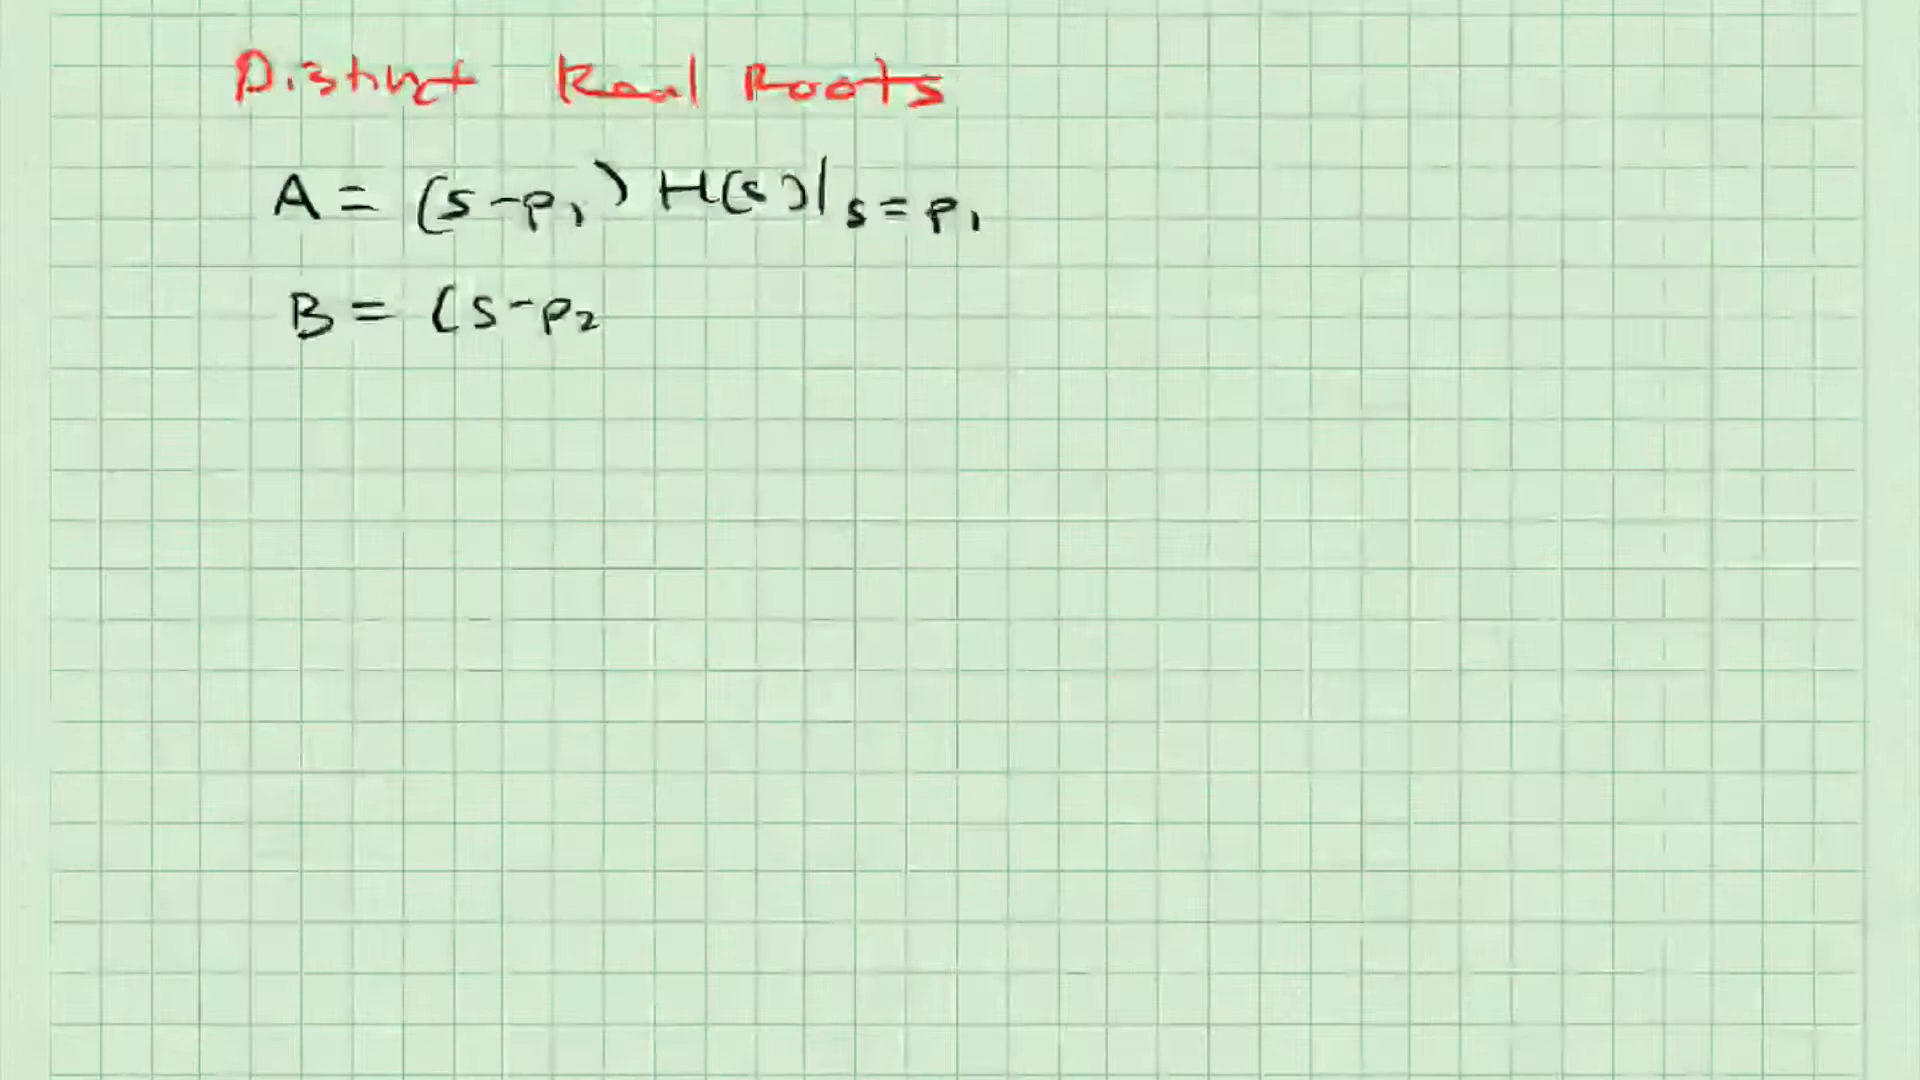 Distinct Real Roots
A = (s-p₁) H(s)|s=p₁
B = (s-p₂